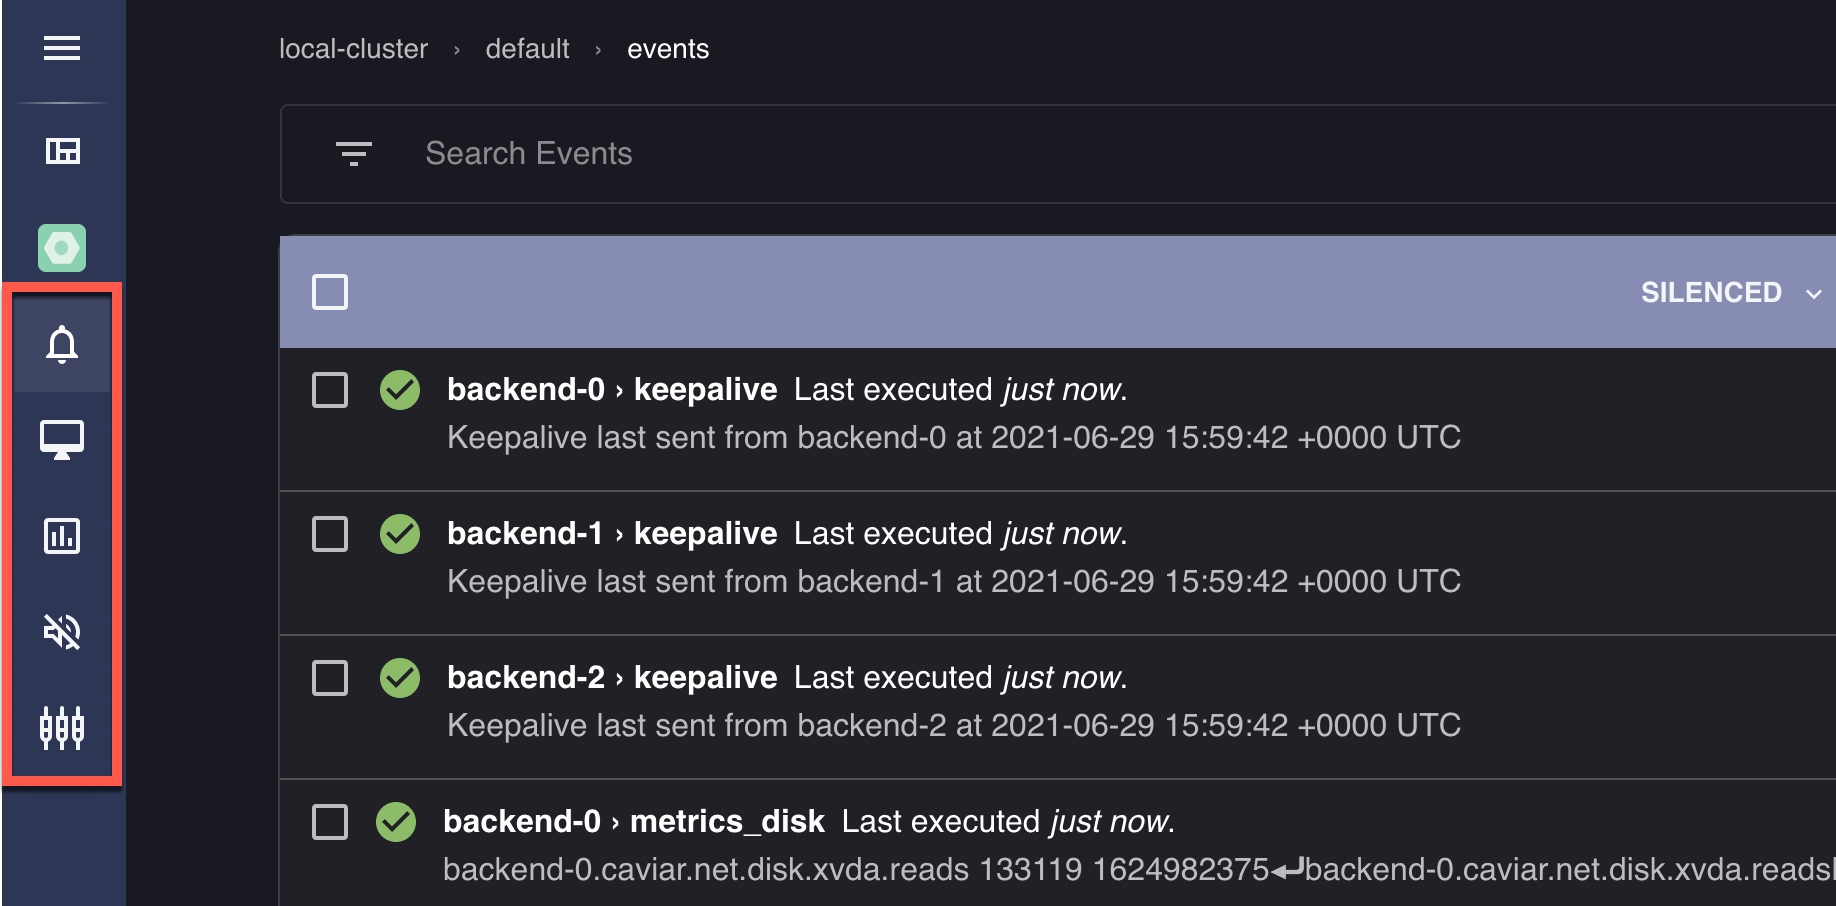 local-cluster › default › events
Search Events
SILENCED
backend-0 › keepalive Last executed just now.
Keepalive last sent from backend-0 at 2021-06-29 15:59:42 +0000 UTC
backend-1 › keepalive Last executed just now.
Keepalive last sent from backend-1 at 2021-06-29 15:59:42 +0000 UTC
backend-2 › keepalive Last executed just now.
Keepalive last sent from backend-2 at 2021-06-29 15:59:42 +0000 UTC
backend-0 › metrics_disk Last executed just now.
backend-0.caviar.net.disk.xvda.reads 133119 1624982375↵backend-0.caviar.net.disk.xvda.reads